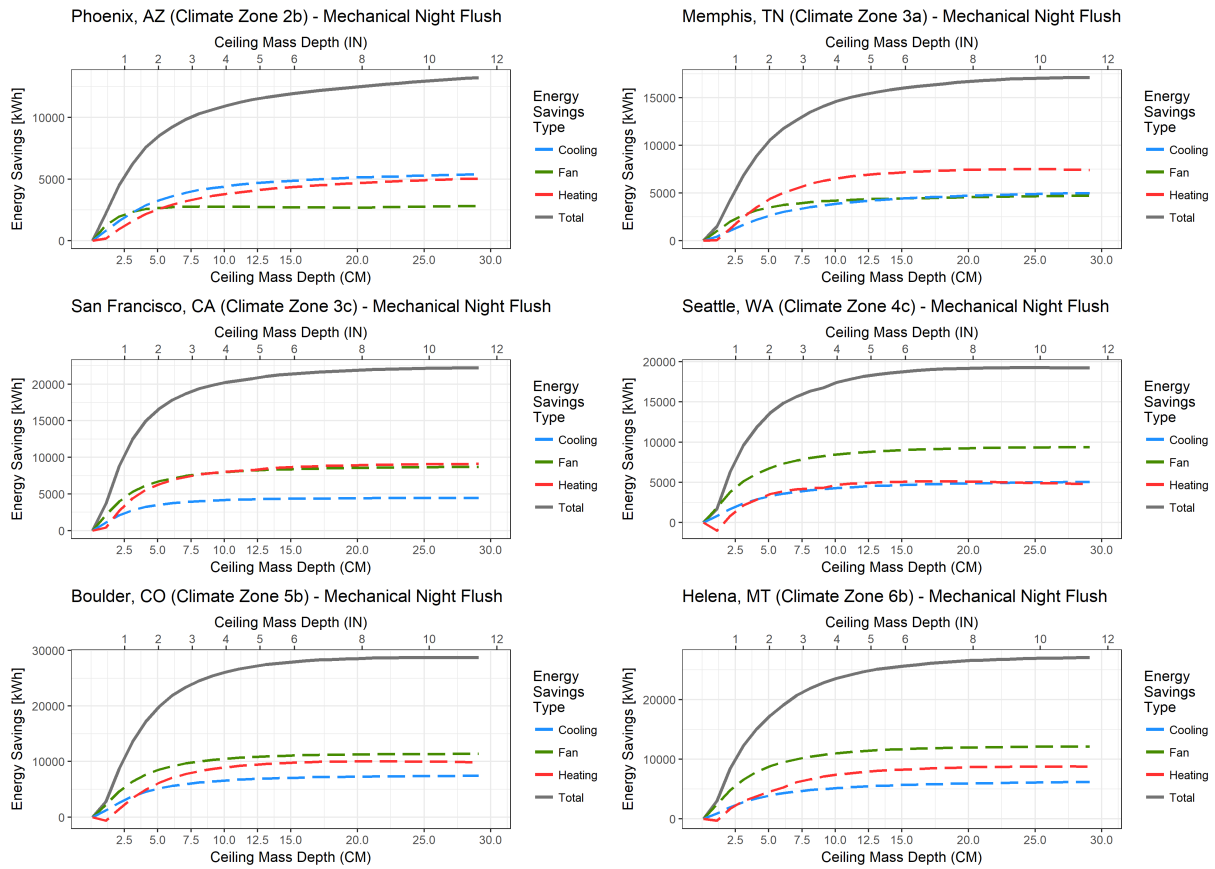 Phoenix, AZ (Climate Zone 2b) - Mechanical Night Flush
Ceiling Mass Depth (IN)
1 2 3 4 5 6 8 10 12
Energy Savings [kWh]
10000
5000
0
2.5 5.0 7.5 10.0 12.5 15.0 20.0 25.0 30.0
Ceiling Mass Depth (CM)
Energy
Savings
Type
Cooling
Fan
Heating
Total
Memphis, TN (Climate Zone 3a) - Mechanical Night Flush
Ceiling Mass Depth (IN)
1 2 3 4 5 6 8 10 12
Energy Savings [kWh]
15000
10000
5000
0
2.5 5.0 7.5 10.0 12.5 15.0 20.0 25.0 30.0
Ceiling Mass Depth (CM)
Energy
Savings
Type
Cooling
Fan
Heating
Total
San Francisco, CA (Climate Zone 3c) - Mechanical Night Flush
Ceiling Mass Depth (IN)
1 2 3 4 5 6 8 10 12
Energy Savings [kWh]
20000
15000
10000
5000
0
2.5 5.0 7.5 10.0 12.5 15.0 20.0 25.0 30.0
Ceiling Mass Depth (CM)
Energy
Savings
Type
Cooling
Fan
Heating
Total
Seattle, WA (Climate Zone 4c) - Mechanical Night Flush
Ceiling Mass Depth (IN)
1 2 3 4 5 6 8 10 12
Energy Savings [kWh]
20000
15000
10000
5000
0
2.5 5.0 7.5 10.0 12.5 15.0 20.0 25.0 30.0
Ceiling Mass Depth (CM)
Energy
Savings
Type
Cooling
Fan
Heating
Total
Boulder, CO (Climate Zone 5b) - Mechanical Night Flush
Ceiling Mass Depth (IN)
1 2 3 4 5 6 8 10 12
Energy Savings [kWh]
30000
20000
10000
0
2.5 5.0 7.5 10.0 12.5 15.0 20.0 25.0 30.0
Ceiling Mass Depth (CM)
Energy
Savings
Type
Cooling
Fan
Heating
Total
Helena, MT (Climate Zone 6b) - Mechanical Night Flush
Ceiling Mass Depth (IN)
1 2 3 4 5 6 8 10 12
Energy Savings [kWh]
20000
10000
0
2.5 5.0 7.5 10.0 12.5 15.0 20.0 25.0 30.0
Ceiling Mass Depth (CM)
Energy
Savings
Type
Cooling
Fan
Heating
Total